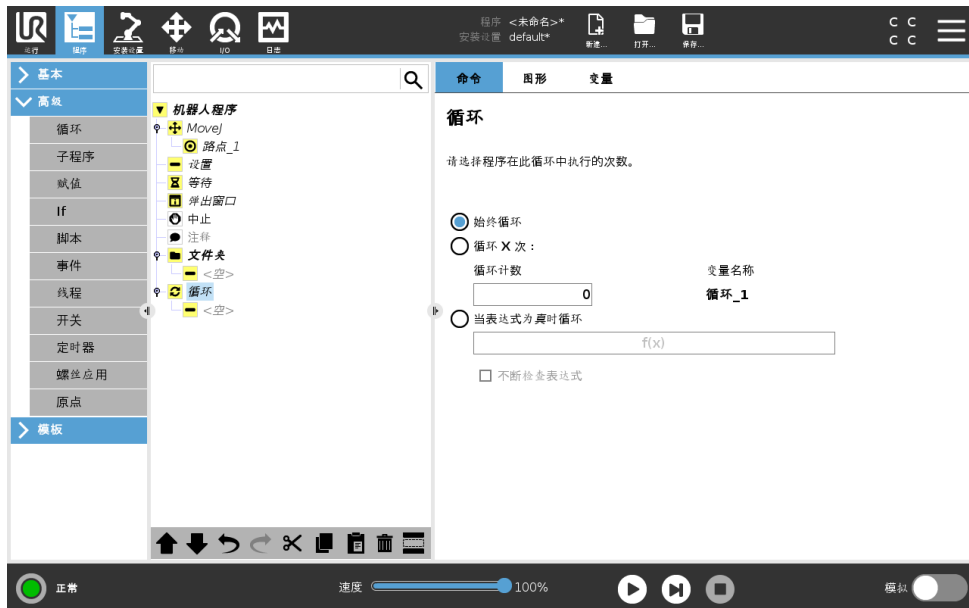 UR
运行
程序
安装设置
移动
I/O
日志
程序 <未命名>*
安装设置 default*
新建...
打开...
保存...
C C
C C
基本
高级
循环
子程序
赋值
If
脚本
事件
线程
开关
定时器
螺丝应用
原点
模板
机器人程序
MoveJ
路点_1
设置
等待
弹出窗口
中止
注释
文件夹
<空>
循环
<空>
命令 图形 变量
循环
请选择程序在此循环中执行的次数。
始终循环
循环 X 次：
循环计数 变量名称
0 循环_1
当表达式为真时循环
f(x)
不断检查表达式
正常
速度 100%
模拟